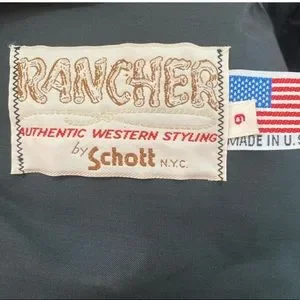 RANCHER
AUTHENTIC WESTERN STYLING
by Schott N.Y.C.
6
MADE IN U.S